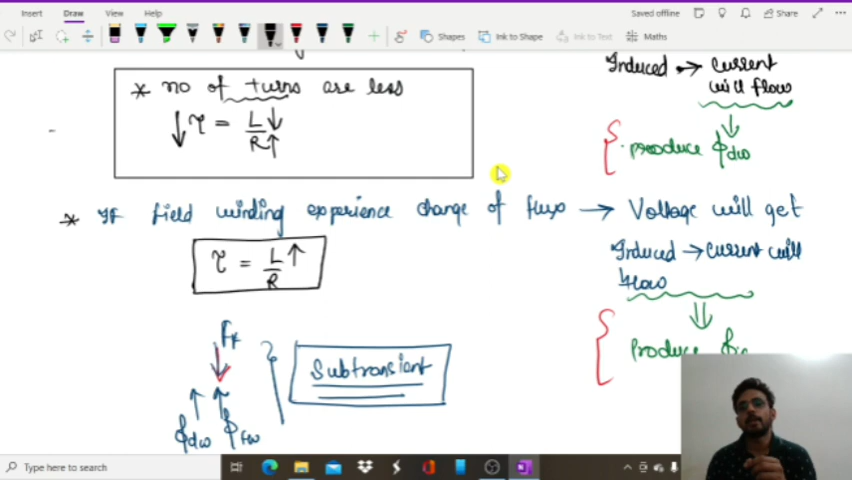 Insert Draw View Help
Saved offline
Share
Shapes
Ink to Shape
Ink to Text
Maths
Induced → current
will flow
* no of turns are less
↓ τ = L↓
R↑
produce ϕdw
* If field winding experience change of flux → Voltage will get
Induced → current will
flow
τ = L ↑
R
Ff
Subtransient
Produce
ϕdw ϕfw
Type here to search